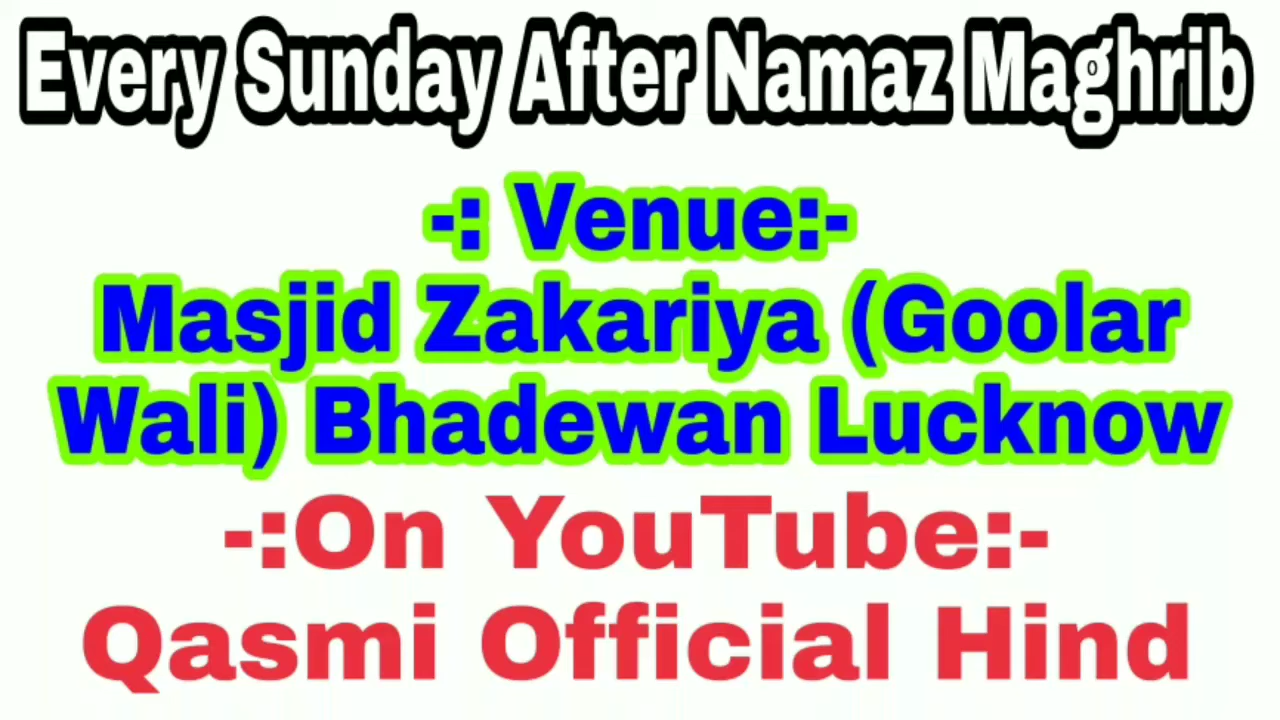 Every Sunday After Namaz Maghrib
-: Venue:-
Masjid Zakariya (Goolar
Wali) Bhadewan Lucknow
-:On YouTube:-
Qasmi Official Hind